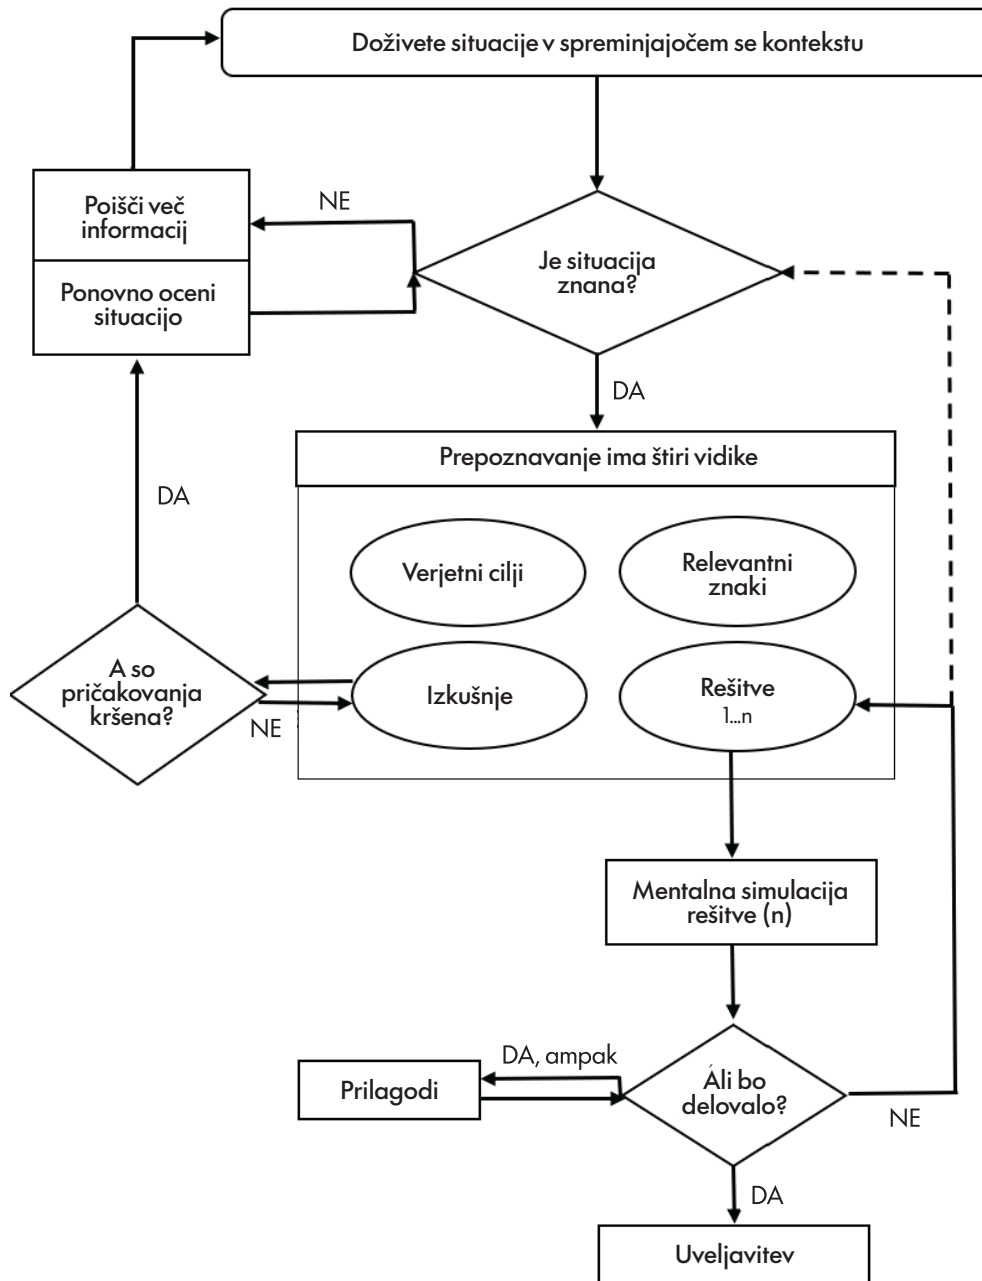 Doživete situacije v spreminjajočem se kontekstu
Poišči več
informacij
NE
Je situacija
znana?
Ponovno oceni
situacijo
DA
Prepoznavanje ima štiri vidike
DA
Verjetni cilji
Relevantni
znaki
A so
pričakovanja
kršena?
NE
Izkušnje
Rešitve
1...n
Mentalna simulacija
rešitve (n)
DA, ampak
Prilagodi
Áli bo
delovalo?
NE
DA
Uveljavitev